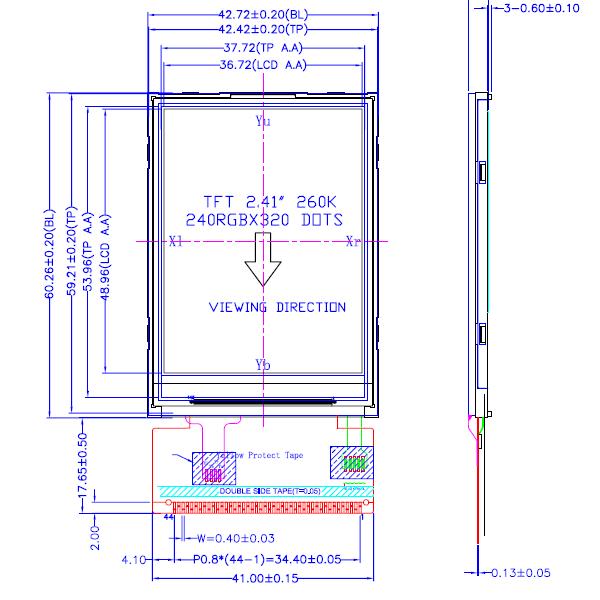 42.72±0.20(BL)
3-0.60±0.10
42.42±0.20(TP)
37.72(TP A.A)
36.72(LCD A.A)
Yu
TFT 2.41" 260K
240RGBX320 DOTS
Xl
Xr
VIEWING DIRECTION
60.26±0.20(BL)
59.21±0.20(TP)
53.96(TP A.A)
48.96(LCD A.A)
Yb
17.65±0.50
Yellow Protect Tape
DOUBLE SIDE TAPE(T=0.05)
44
1
2.00
W=0.40±0.03
4.10
P0.8*(44-1)=34.40±0.05
0.13±0.05
41.00±0.15